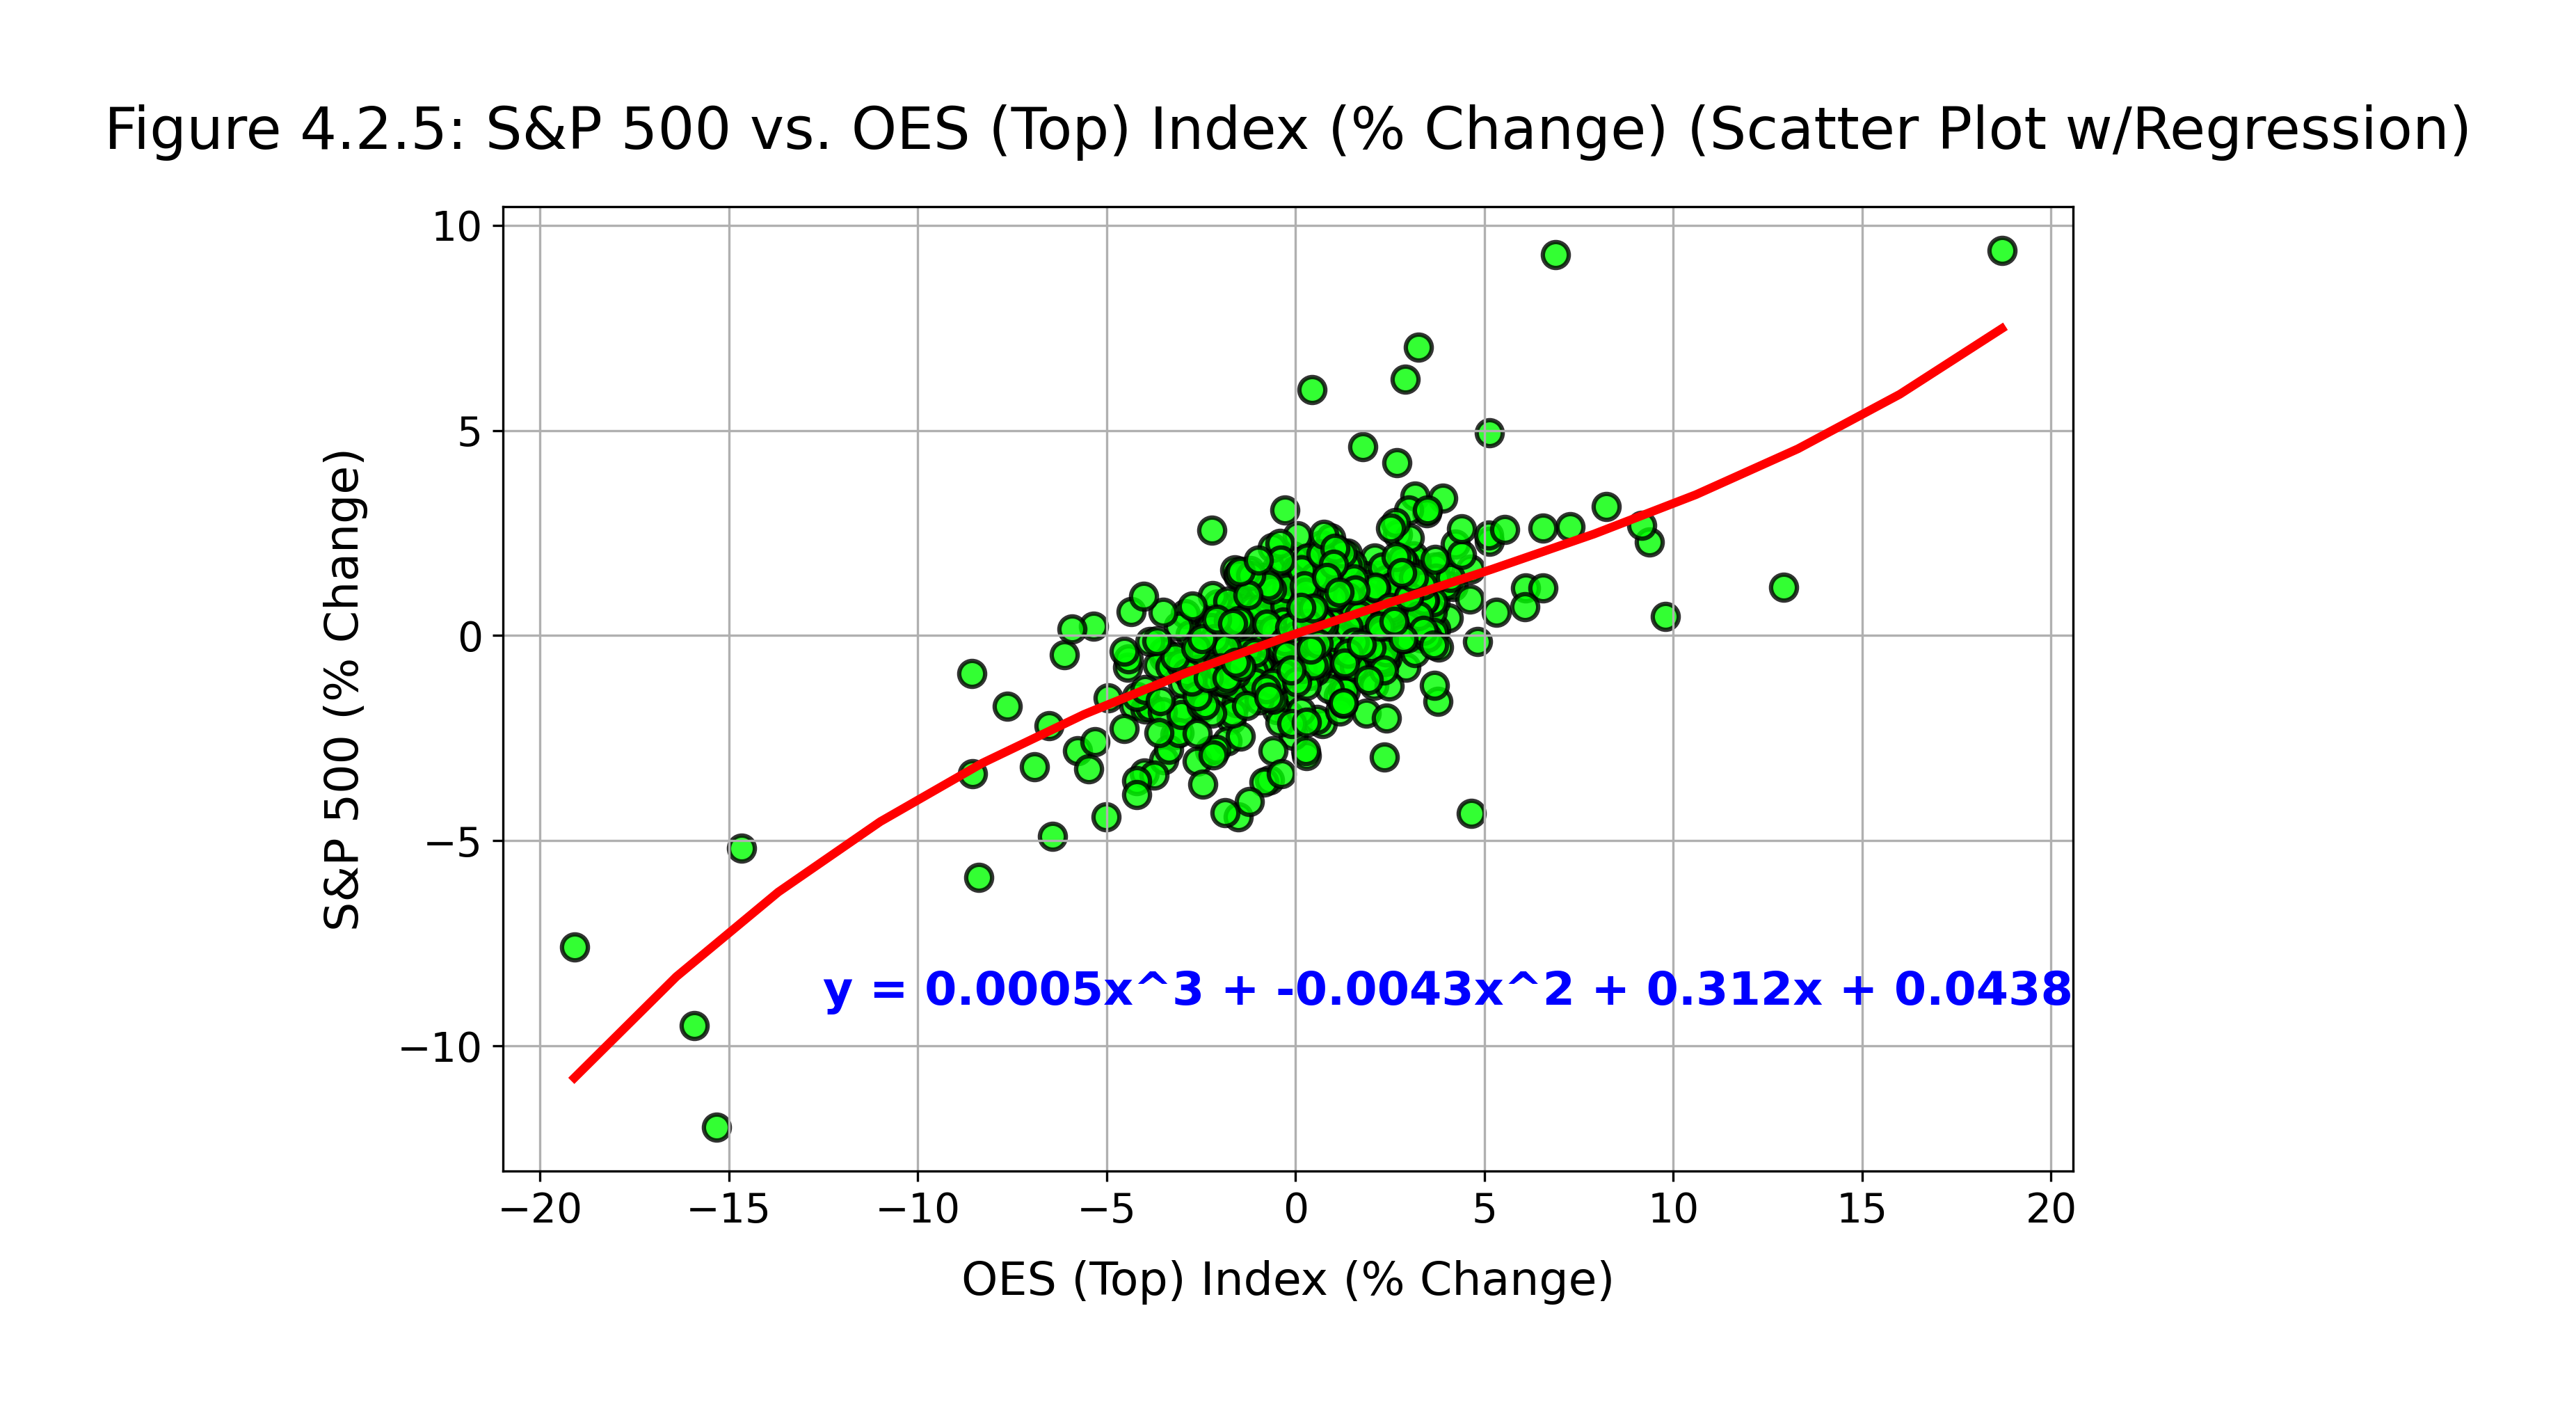 Figure 4.2.5: S&P 500 vs. OES (Top) Index (% Change) (Scatter Plot w/Regression)
10
5
0
−5
−10
S&P 500 (% Change)
y = 0.0005x^3 + -0.0043x^2 + 0.312x + 0.0438
−20 −15 −10 −5 0 5 10 15 20
OES (Top) Index (% Change)